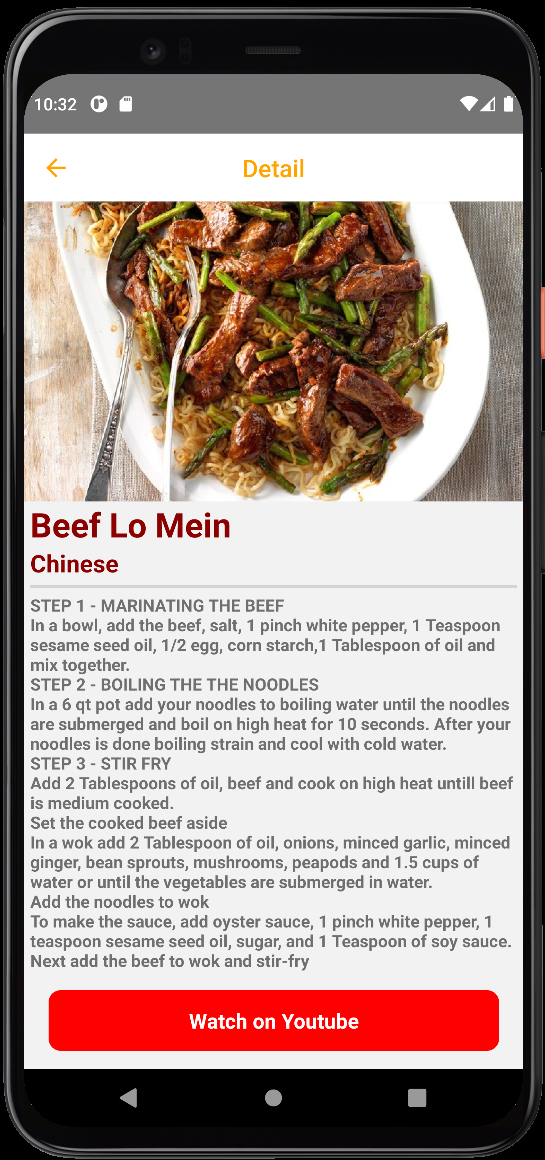 10:32
Detail
Beef Lo Mein
Chinese
STEP 1 - MARINATING THE BEEF
In a bowl, add the beef, salt, 1 pinch white pepper, 1 Teaspoon
sesame seed oil, 1/2 egg, corn starch,1 Tablespoon of oil and
mix together.
STEP 2 - BOILING THE THE NOODLES
In a 6 qt pot add your noodles to boiling water until the noodles
are submerged and boil on high heat for 10 seconds. After your
noodles is done boiling strain and cool with cold water.
STEP 3 - STIR FRY
Add 2 Tablespoons of oil, beef and cook on high heat untill beef
is medium cooked.
Set the cooked beef aside
In a wok add 2 Tablespoon of oil, onions, minced garlic, minced
ginger, bean sprouts, mushrooms, peapods and 1.5 cups of
water or until the vegetables are submerged in water.
Add the noodles to wok
To make the sauce, add oyster sauce, 1 pinch white pepper, 1
teaspoon sesame seed oil, sugar, and 1 Teaspoon of soy sauce.
Next add the beef to wok and stir-fry
Watch on Youtube